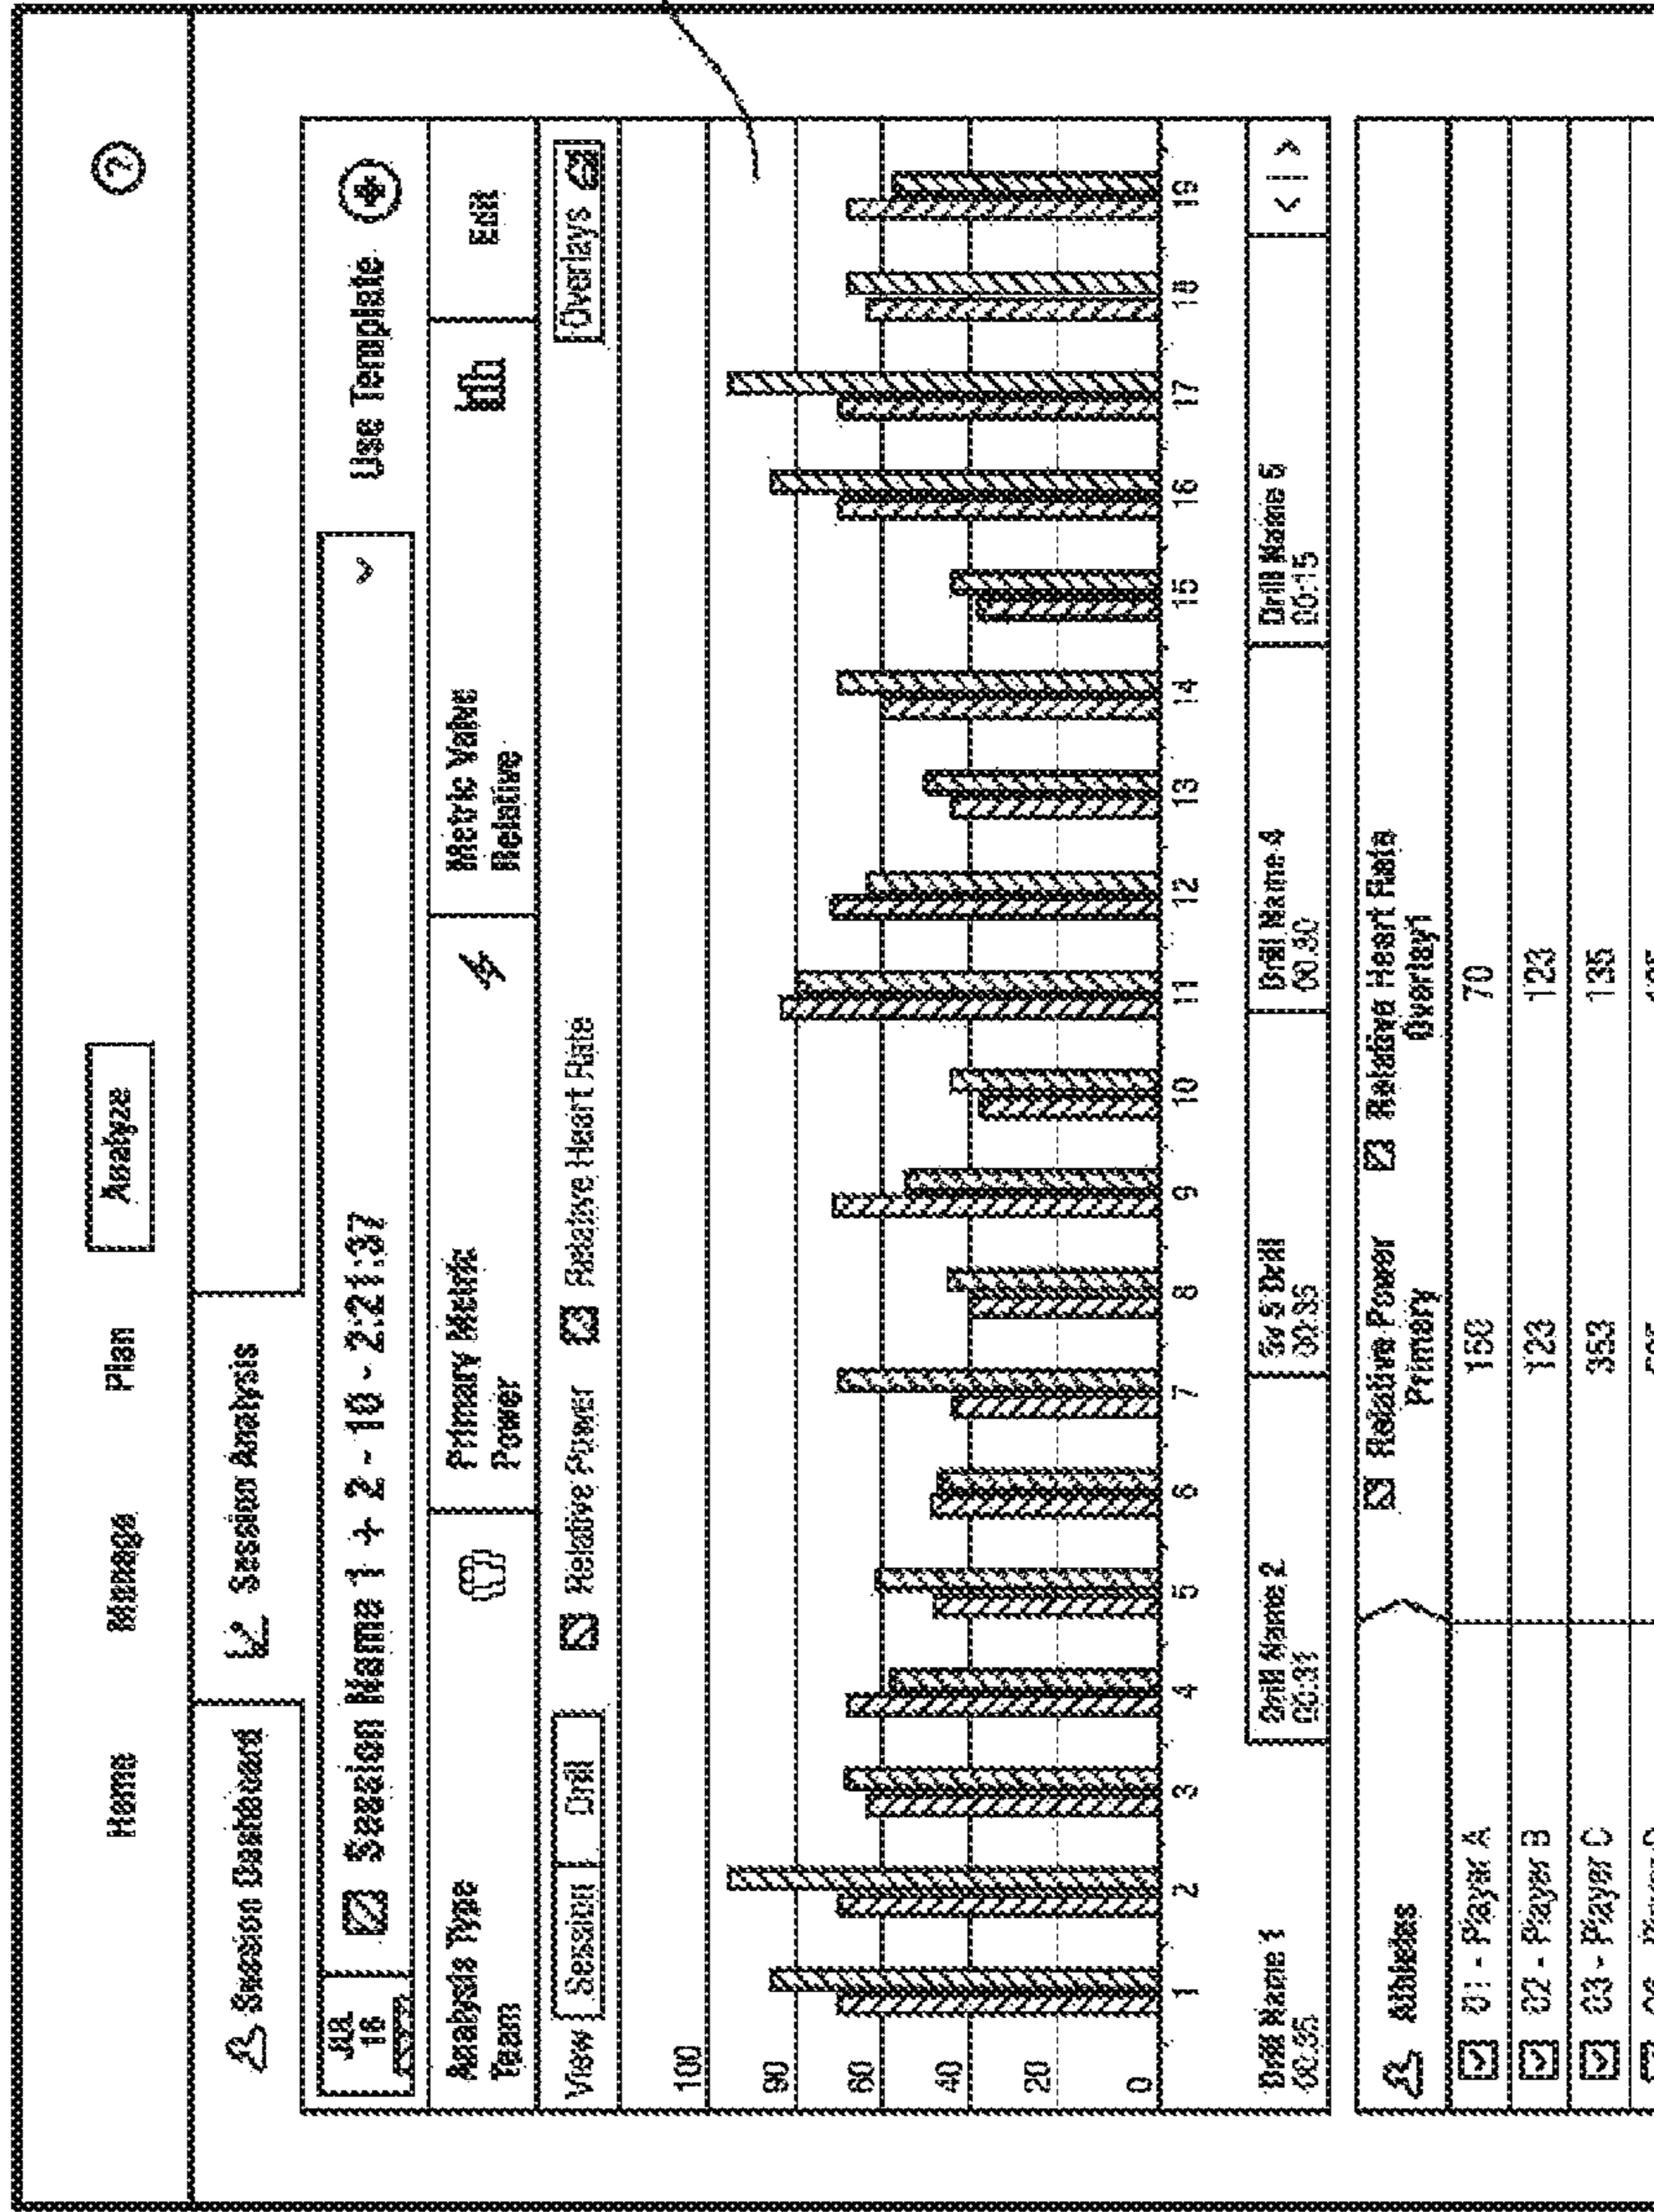 Home Manage Plan Analyze ?
Session Dashboard Session Analysis
JUL
16
Session Name 1 + 2 - 10 - 2:21:37 Use Template
Analysis Type
Team
Primary Metric
Power
Metric Value
Relative
Edit
View Session Drill Relative Power Relative Heart Rate Overlays
100
90
60
40
20
0
1 2 3 4 5 6 7 8 9 10 11 12 13 14 15 16 17 18 19
Drill Name 1
Drill Name 2
00:31
5v 5 Drill
00:35
Drill Name 4
00:30
Drill Name 5
00:15
< | >
Athletes Relative Power Relative Heart Rate
Primary Overlay1
01 - Player A 70
02 - Player B 123 123
03 - Player C 353 135